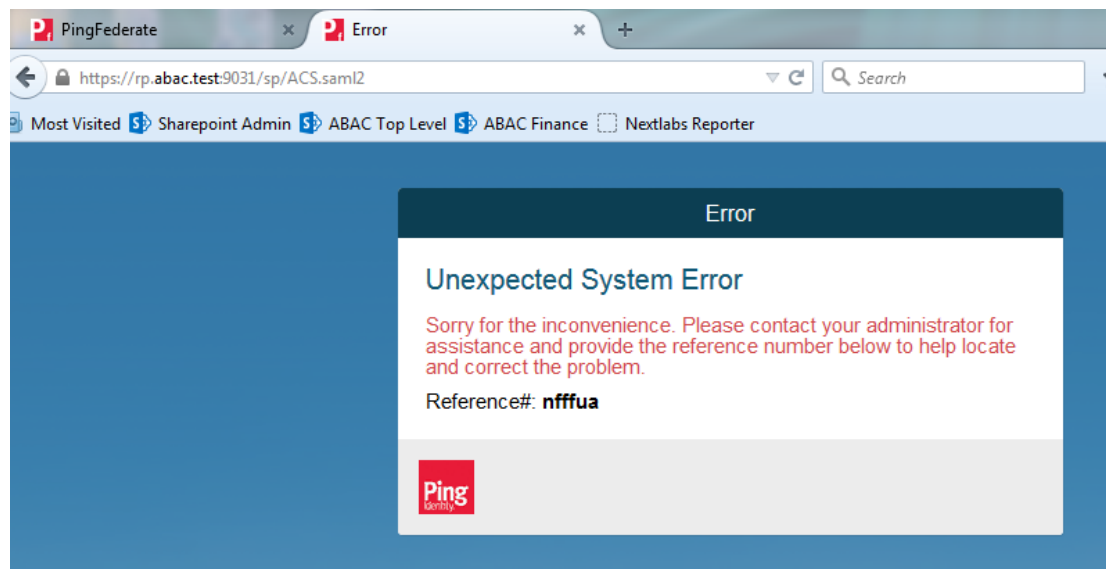 PingFederate × Error × +
https://rp.abac.test:9031/sp/ACS.saml2 Search
Most Visited Sharepoint Admin ABAC Top Level ABAC Finance Nextlabs Reporter
Error
Unexpected System Error
Sorry for the inconvenience. Please contact your administrator for
assistance and provide the reference number below to help locate
and correct the problem.
Reference#: nfffua
Ping
Identity.